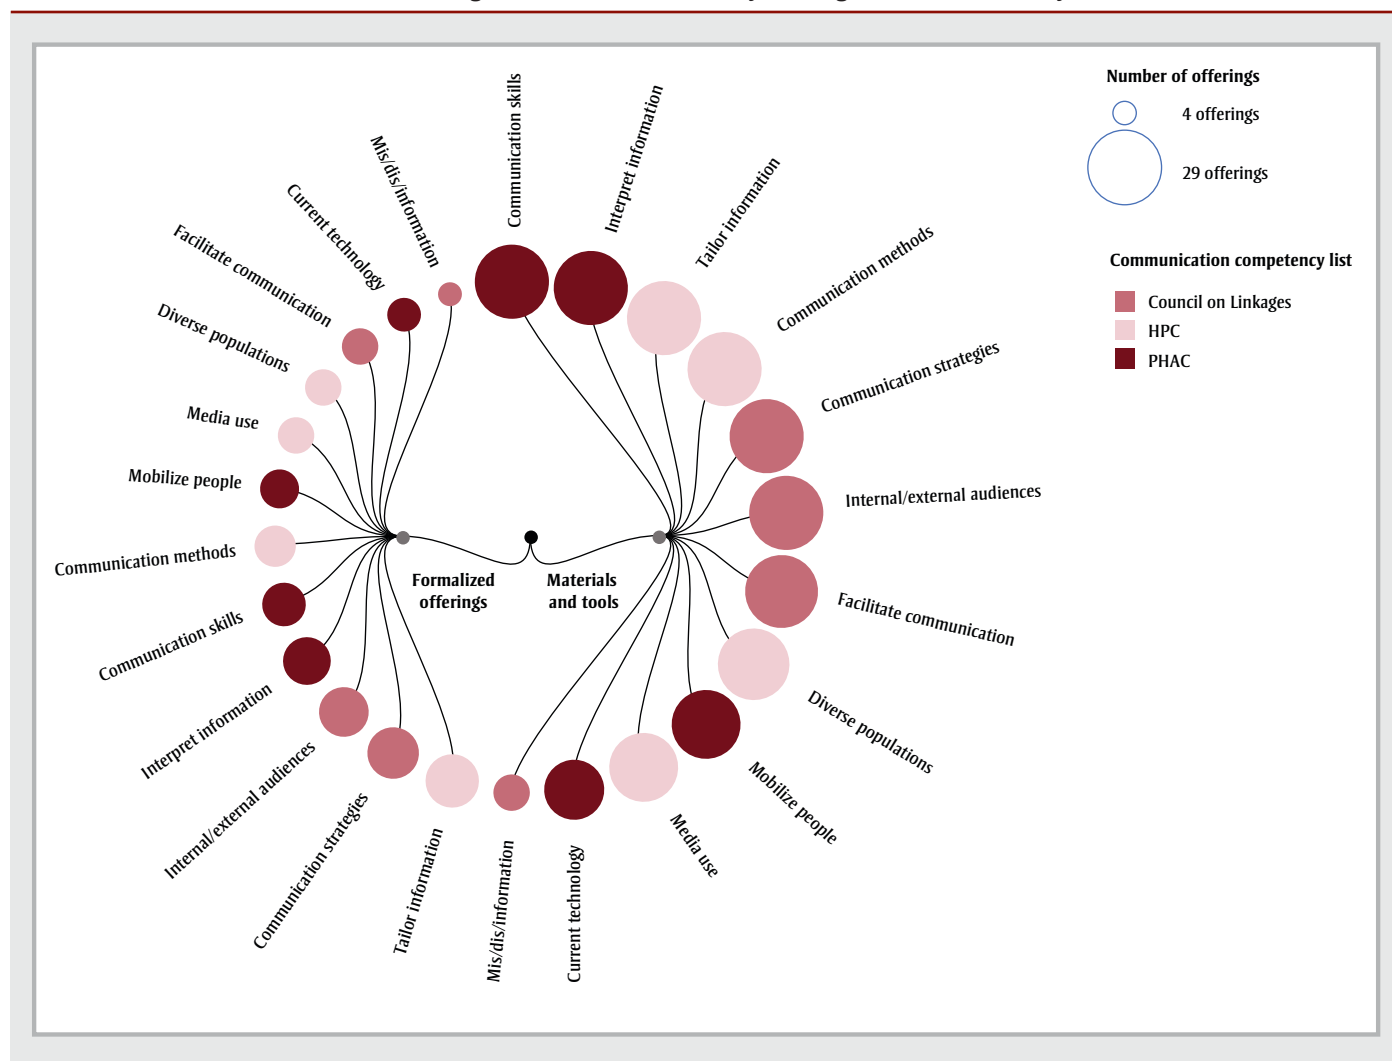 Number of offerings
4 offerings
29 offerings
Communication competency list
Council on Linkages
HPC
PHAC
Communication skills
Interpret information
Tailor information
Communication methods
Communication strategies
Internal/external audiences
Facilitate communication
Diverse populations
Mobilize people
Media use
Current technology
Mis/dis/information
Tailor information
Communication strategies
Internal/external audiences
Interpret information
Communication skills
Communication methods
Mobilize people
Media use
Diverse populations
Facilitate communication
Current technology
Mis/dis/information
Formalized
offerings
Materials
and tools